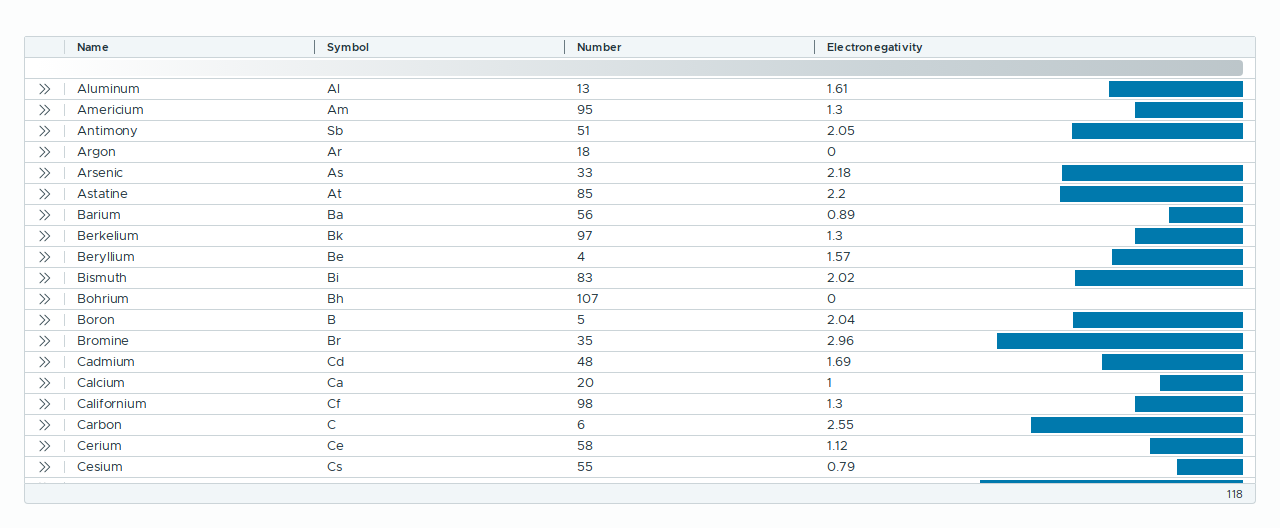 Name Symbol Number Electronegativity
Aluminum Al 13 1.61
Americium Am 95 1.3
Antimony Sb 51 2.05
Argon Ar 18 0
Arsenic As 33 2.18
Astatine At 85 2.2
Barium Ba 56 0.89
Berkelium Bk 97 1.3
Beryllium Be 4 1.57
Bismuth Bi 83 2.02
Bohrium Bh 107 0
Boron B 5 2.04
Bromine Br 35 2.96
Cadmium Cd 48 1.69
Calcium Ca 20 1
Californium Cf 98 1.3
Carbon C 6 2.55
Cerium Ce 58 1.12
Cesium Cs 55 0.79
118